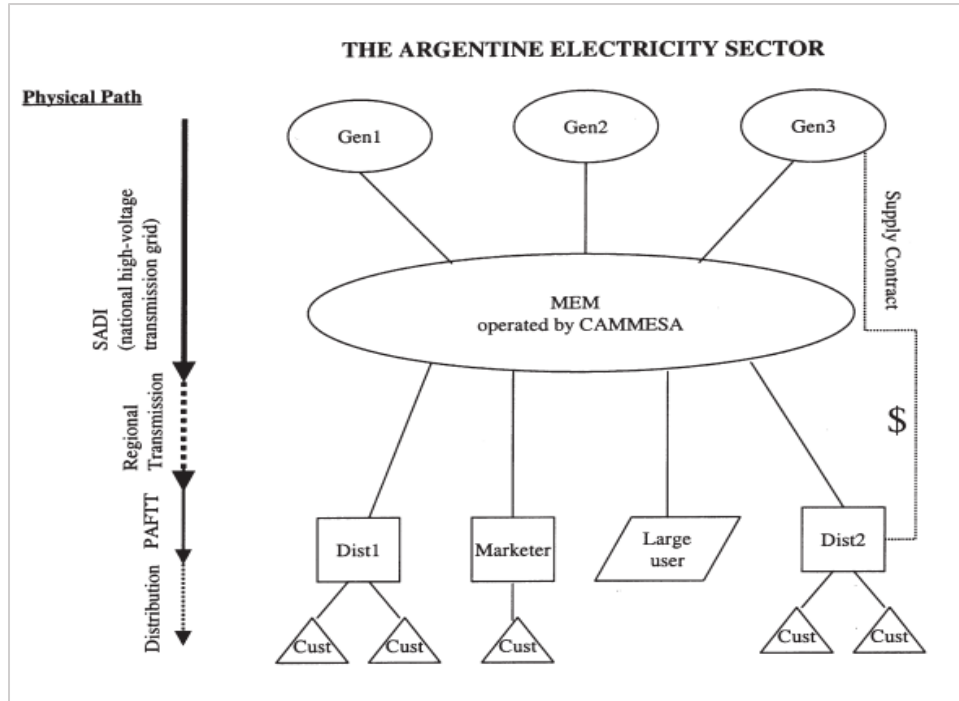 THE ARGENTINE ELECTRICITY SECTOR
Physical Path
Gen1
Gen2
Gen3
SADI
(national high-voltage
transmission grid)
Supply Contract
MEM
operated by CAMMESA
Regional
Transmission
$
PAFTT
Dist1
Marketer
Large
user
Dist2
Distribution
Cust
Cust
Cust
Cust
Cust